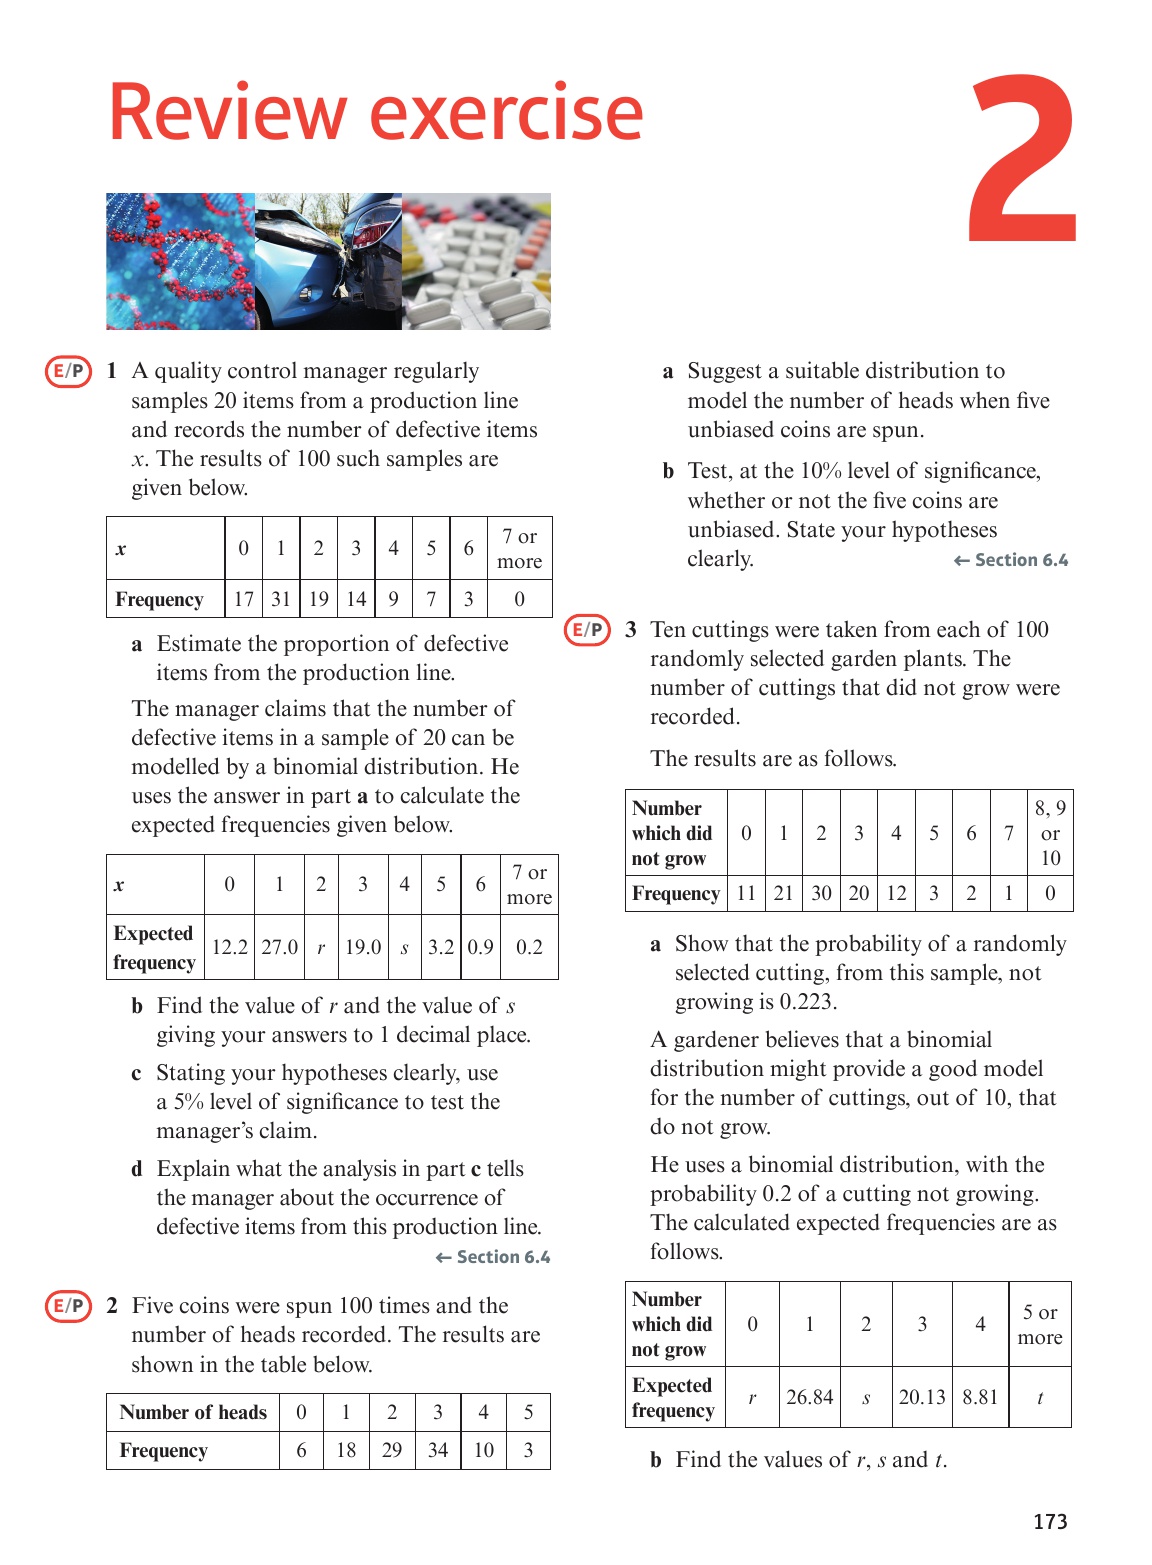 Review exercise
2
E/P 1 A quality control manager regularly
samples 20 items from a production line
and records the number of defective items
x. The results of 100 such samples are
given below.
x 0 1 2 3 4 5 6 7 or more
Frequency 17 31 19 14 9 7 3 0
a Estimate the proportion of defective
items from the production line.
The manager claims that the number of
defective items in a sample of 20 can be
modelled by a binomial distribution. He
uses the answer in part a to calculate the
expected frequencies given below.
x 0 1 2 3 4 5 6 7 or more
Expected frequency 12.2 27.0 r 19.0 s 3.2 0.9 0.2
b Find the value of r and the value of s
giving your answers to 1 decimal place.
c Stating your hypotheses clearly, use
a 5% level of significance to test the
manager's claim.
d Explain what the analysis in part c tells
the manager about the occurrence of
defective items from this production line.
← Section 6.4
E/P 2 Five coins were spun 100 times and the
number of heads recorded. The results are
shown in the table below.
Number of heads 0 1 2 3 4 5
Frequency 6 18 29 34 10 3
a Suggest a suitable distribution to
model the number of heads when five
unbiased coins are spun.
b Test, at the 10% level of significance,
whether or not the five coins are
unbiased. State your hypotheses
clearly. ← Section 6.4
E/P 3 Ten cuttings were taken from each of 100
randomly selected garden plants. The
number of cuttings that did not grow were
recorded.
The results are as follows.
Number which did not grow 0 1 2 3 4 5 6 7 8, 9 or 10
Frequency 11 21 30 20 12 3 2 1 0
a Show that the probability of a randomly
selected cutting, from this sample, not
growing is 0.223.
A gardener believes that a binomial
distribution might provide a good model
for the number of cuttings, out of 10, that
do not grow.
He uses a binomial distribution, with the
probability 0.2 of a cutting not growing.
The calculated expected frequencies are as
follows.
Number which did not grow 0 1 2 3 4 5 or more
Expected frequency r 26.84 s 20.13 8.81 t
b Find the values of r, s and t.
173